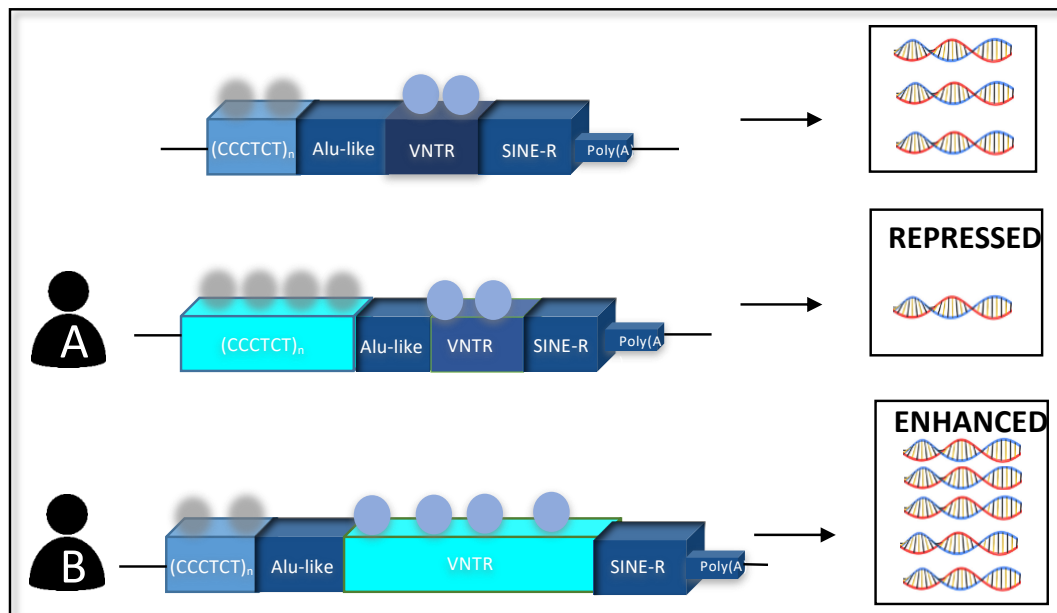 (CCCTCT)n Alu-like VNTR SINE-R Poly(A)
REPRESSED
A
(CCCTCT)n Alu-like VNTR SINE-R Poly(A
ENHANCED
B
(CCCTCT)n Alu-like VNTR SINE-R Poly(A